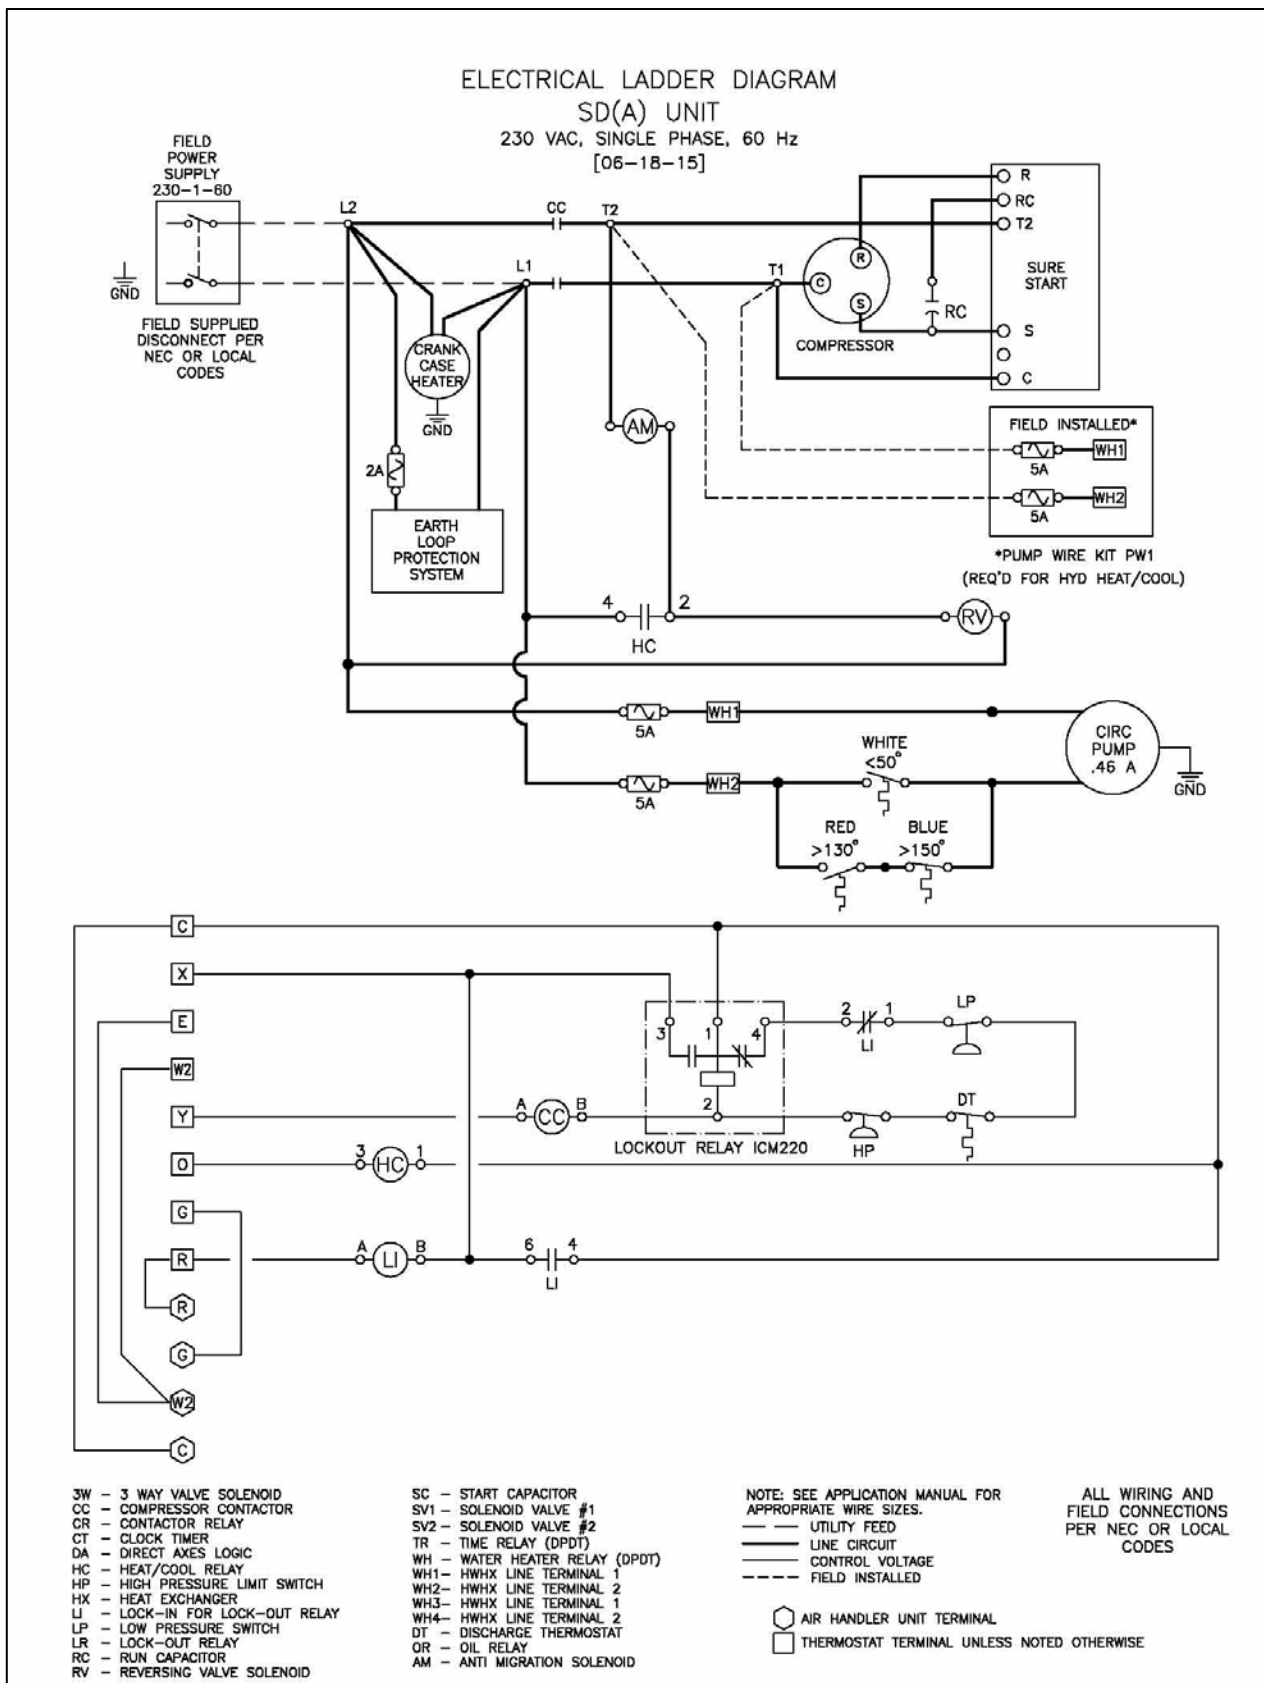 ELECTRICAL LADDER DIAGRAM
SD(A) UNIT
230 VAC, SINGLE PHASE, 60 Hz
[06-18-15]
FIELD
POWER
SUPPLY
230-1-60
GND
FIELD SUPPLIED
DISCONNECT PER
NEC OR LOCAL
CODES
L2
CC
T2
L1
T1
R
RC
T2
SURE
START
S
C
R
C
S
RC
COMPRESSOR
CRANK
CASE
HEATER
GND
2A
AM
EARTH
LOOP
PROTECTION
SYSTEM
FIELD INSTALLED*
WH1
5A
WH2
5A
*PUMP WIRE KIT PW1
(REQ'D FOR HYD HEAT/COOL)
4
2
HC
RV
5A
WH1
CIRC
PUMP
.46 A
GND
WHITE
<50°
5A
WH2
RED
>130°
BLUE
>150°
C
X
E
W2
Y
O
G
R
R
G
W2
C
3
1
4
2
LOCKOUT RELAY ICM220
2
1
LI
LP
A
CC
B
HP
DT
3
HC
1
A
LI
B
6
4
LI
3W - 3 WAY VALVE SOLENOID
CC - COMPRESSOR CONTACTOR
CR - CONTACTOR RELAY
CT - CLOCK TIMER
DA - DIRECT AXES LOGIC
HC - HEAT/COOL RELAY
HP - HIGH PRESSURE LIMIT SWITCH
HX - HEAT EXCHANGER
LI - LOCK-IN FOR LOCK-OUT RELAY
LP - LOW PRESSURE SWITCH
LR - LOCK-OUT RELAY
RC - RUN CAPACITOR
RV - REVERSING VALVE SOLENOID
SC - START CAPACITOR
SV1 - SOLENOID VALVE #1
SV2 - SOLENOID VALVE #2
TR - TIME RELAY (DPDT)
WH - WATER HEATER RELAY (DPDT)
WH1- HWHX LINE TERMINAL 1
WH2- HWHX LINE TERMINAL 2
WH3- HWHX LINE TERMINAL 1
WH4- HWHX LINE TERMINAL 2
DT - DISCHARGE THERMOSTAT
OR - OIL RELAY
AM - ANTI MIGRATION SOLENOID
NOTE: SEE APPLICATION MANUAL FOR
APPROPRIATE WIRE SIZES.
UTILITY FEED
LINE CIRCUIT
CONTROL VOLTAGE
FIELD INSTALLED
AIR HANDLER UNIT TERMINAL
THERMOSTAT TERMINAL UNLESS NOTED OTHERWISE
ALL WIRING AND
FIELD CONNECTIONS
PER NEC OR LOCAL
CODES